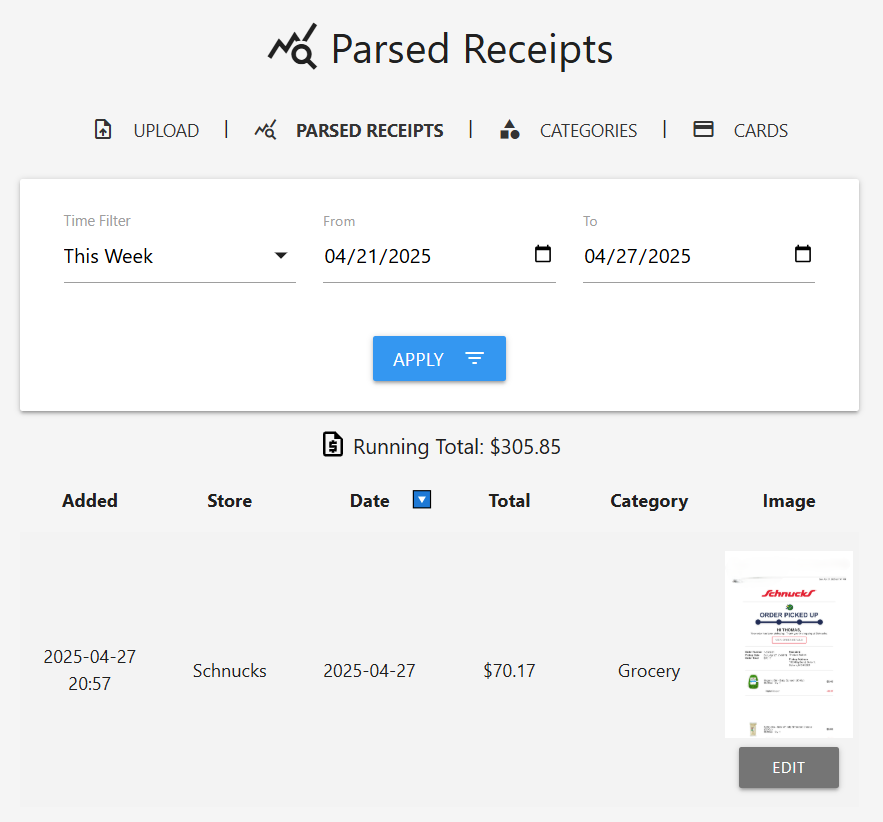 Parsed Receipts
UPLOAD | PARSED RECEIPTS | CATEGORIES | CARDS
Time Filter From To
This Week 04/21/2025 04/27/2025
APPLY
Running Total: $305.85
Added Store Date Total Category Image
Schnucks
ORDER PICKED UP
HI THOMAS,
2025-04-27
20:57
Schnucks 2025-04-27 $70.17 Grocery
EDIT